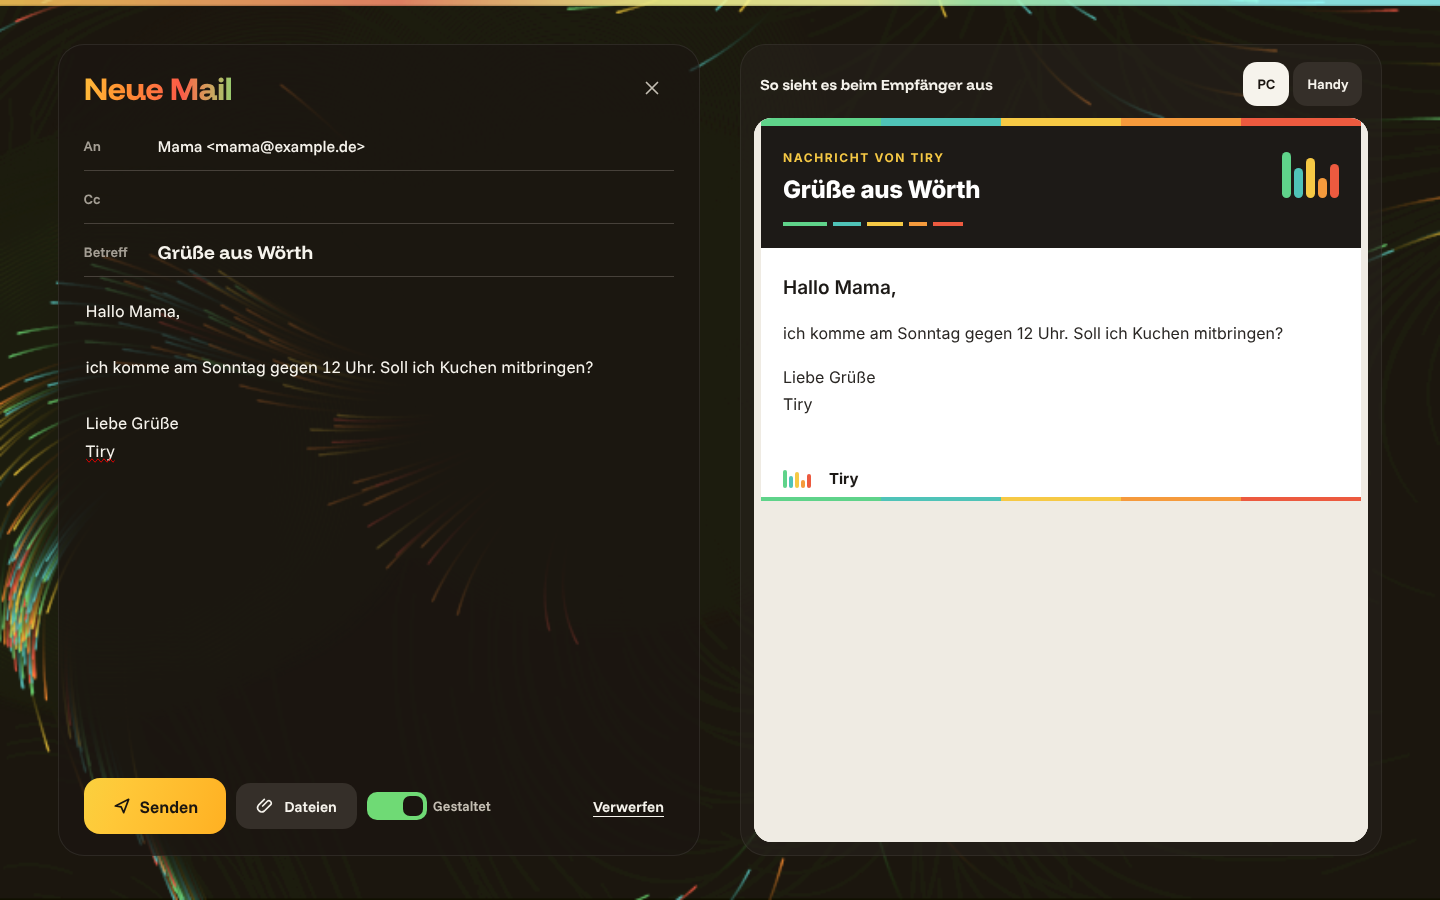 Neue Mail
An
Mama <mama@example.de>
Cc
Betreff
Grüße aus Wörth
Hallo Mama,
ich komme am Sonntag gegen 12 Uhr. Soll ich Kuchen mitbringen?
Liebe Grüße
Tiry
Senden
Dateien
Gestaltet
Verwerfen
So sieht es beim Empfänger aus
PC
Handy
NACHRICHT VON TIRY
Grüße aus Wörth
Hallo Mama,
ich komme am Sonntag gegen 12 Uhr. Soll ich Kuchen mitbringen?
Liebe Grüße
Tiry
Tiry